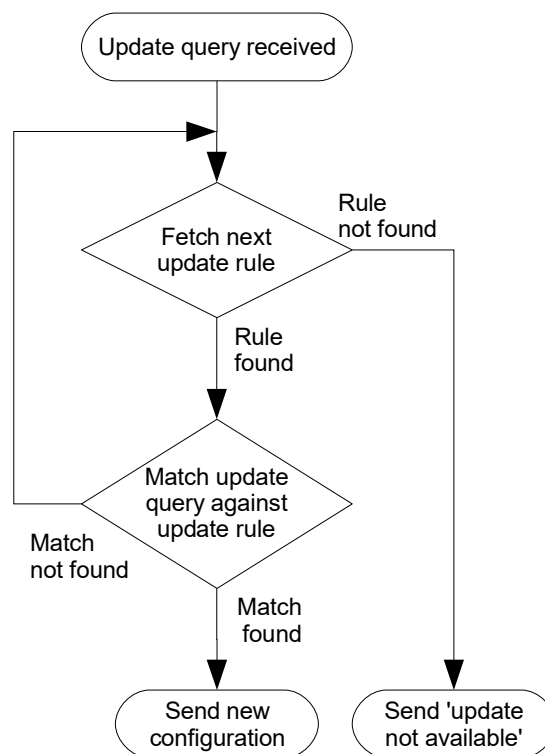 Update query received
Rule
not found
Fetch next
update rule
Rule
found
Match update
query against
update rule
Match
not found
Match
found
Send new
configuration
Send 'update
not available'